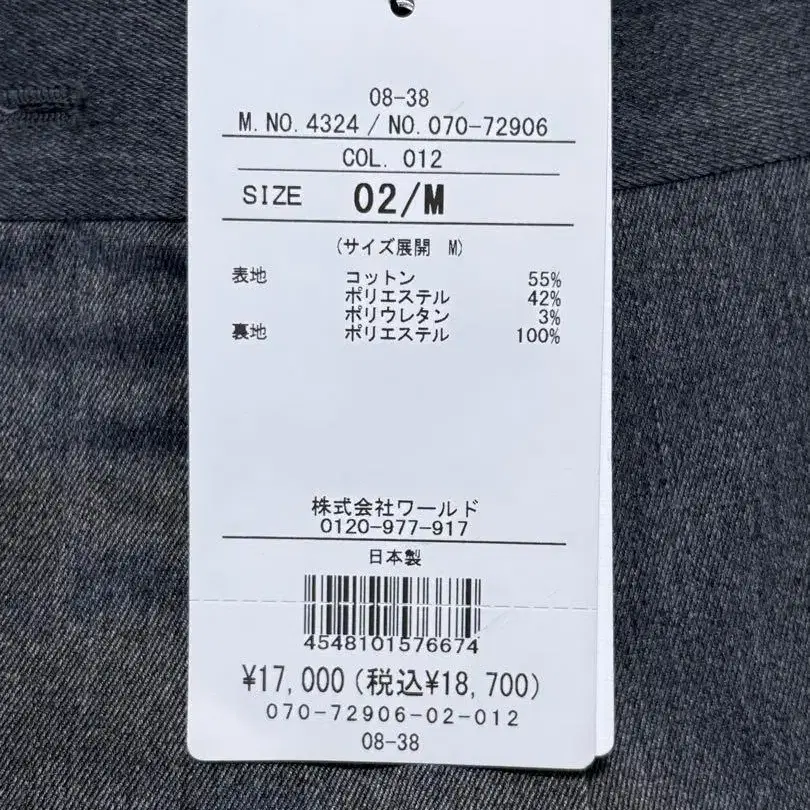 08-38
M.NO.4324 / NO.070-72906
COL. 012
SIZE 02/M
(サイズ展開 M)
表地 コットン 55%
ポリエステル 42%
ポリウレタン 3%
裏地 ポリエステル 100%
株式会社ワールド
0120-977-917
日本製
4548101576674
¥17,000(税込¥18,700)
070-72906-02-012
08-38